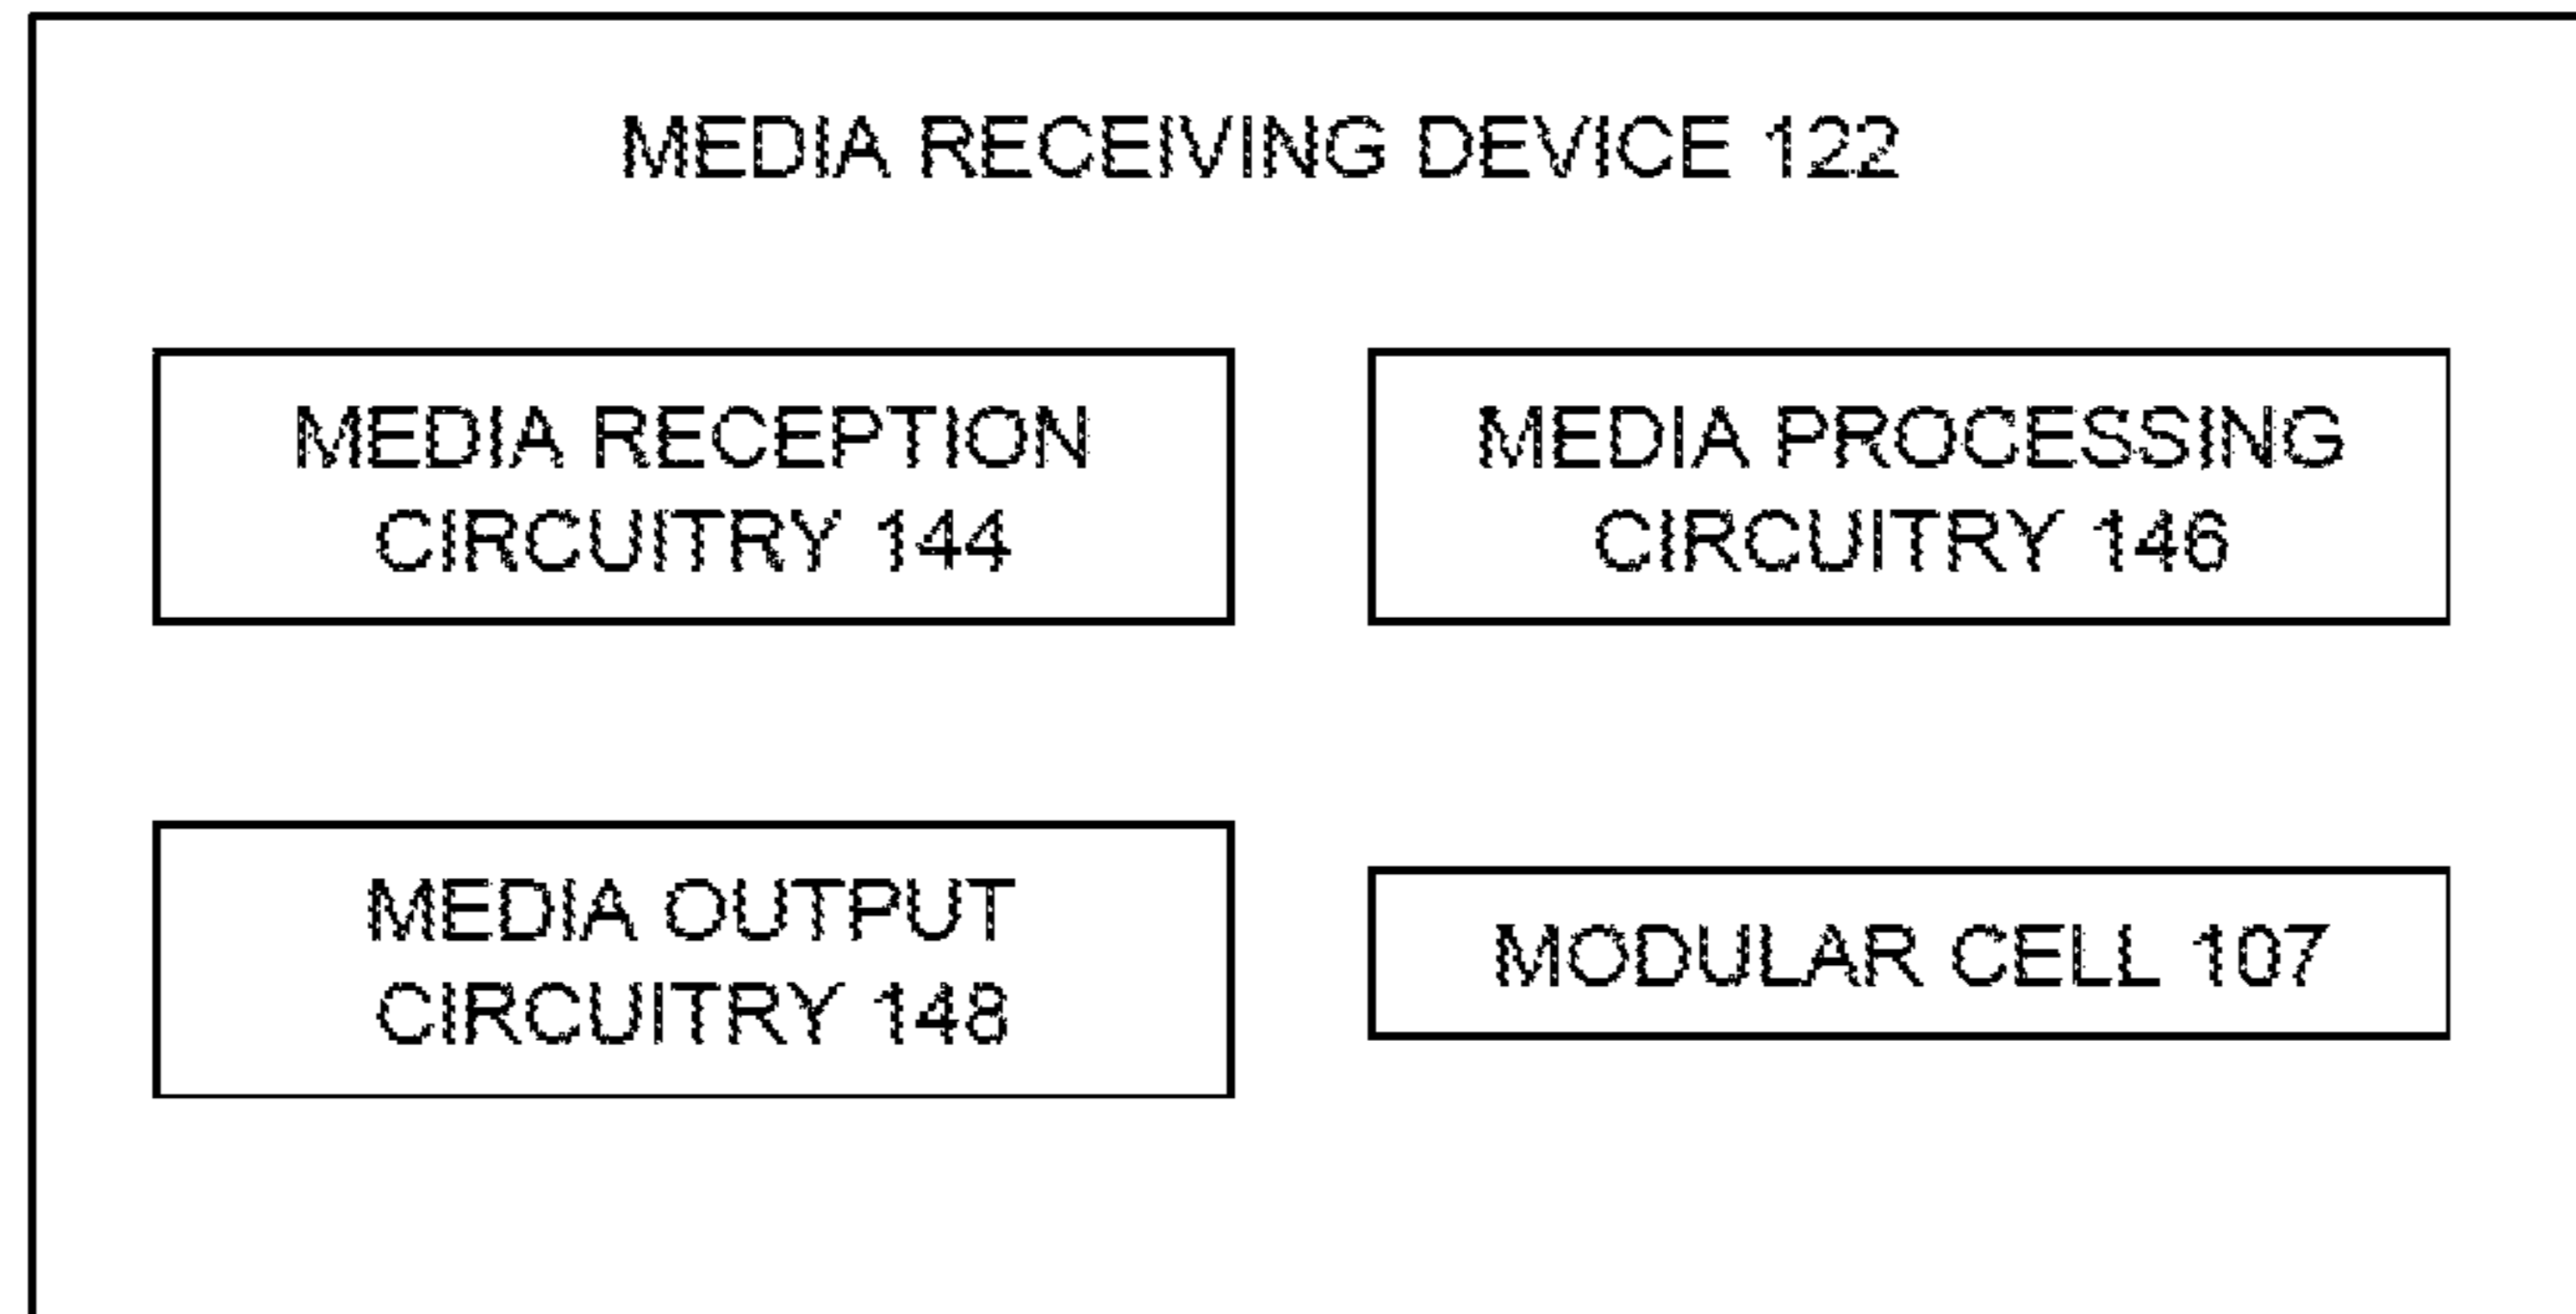 MEDIA RECEIVING DEVICE 122
MEDIA RECEPTION
CIRCUITRY 144
MEDIA PROCESSING
CIRCUITRY 146
MEDIA OUTPUT
CIRCUITRY 148
MODULAR CELL 107